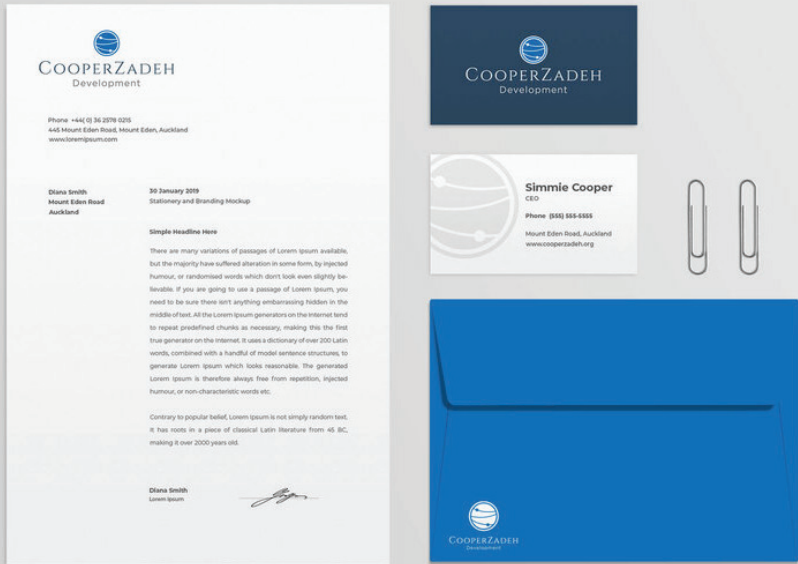 COOPERZADEH
Development
Phone +44( 0) 36 2578 0215
445 Mount Eden Road, Mount Eden, Auckland
www.loremipsum.com
Diana Smith
Mount Eden Road
Auckland
30 January 2019
Stationery and Branding Mockup
Simple Headline Here
There are many variations of passages of Lorem Ipsum available,
but the majority have suffered alteration in some form, by injected
humour, or randomised words which don't look even slightly be-
lievable. If you are going to use a passage of Lorem Ipsum, you
need to be sure there isn't anything embarrassing hidden in the
middle of text. All the Lorem Ipsum generators on the Internet tend
to repeat predefined chunks as necessary, making this the first
true generator on the Internet. It uses a dictionary of over 200 Latin
words, combined with a handful of model sentence structures, to
generate Lorem Ipsum which looks reasonable. The generated
Lorem Ipsum is therefore always free from repetition, injected
humour, or non-characteristic words etc.
Contrary to popular belief, Lorem Ipsum is not simply random text.
It has roots in a piece of classical Latin literature from 45 BC,
making it over 2000 years old.
Diana Smith
Lorem Ipsum
COOPERZADEH
Development
Simmie Cooper
CEO
Phone (555) 555-5555
Mount Eden Road, Auckland
www.cooperzadeh.org
COOPERZADEH
Development